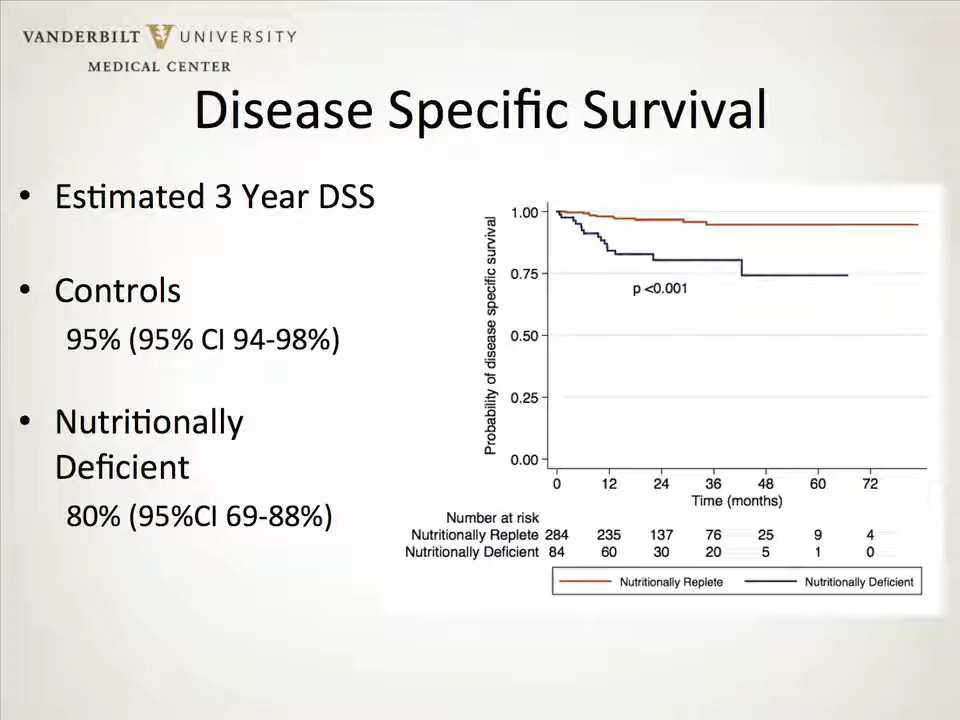 VANDERBILT UNIVERSITY
MEDICAL CENTER
Disease Specific Survival
• Estimated 3 Year DSS
• Controls
95% (95% CI 94-98%)
• Nutritionally
Deficient
80% (95%CI 69-88%)
Probability of disease specific survival
1.00
0.75
0.50
0.25
0.00
p <0.001
0 12 24 36 48 60 72
Time (months)
Number at risk
Nutritionally Replete 284 235 137 76 25 9 4
Nutritionally Deficient 84 60 30 20 5 1 0
Nutritionally Replete Nutritionally Deficient